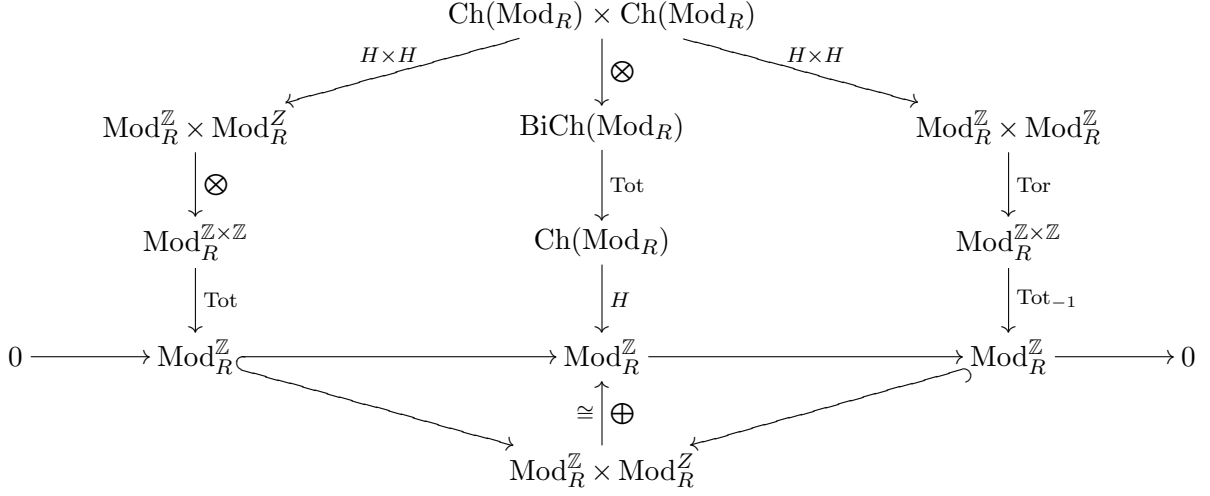 Ch(Mod_R) × Ch(Mod_R)
H×H H×H
⊗
Mod_R^ℤ × Mod_R^Z BiCh(Mod_R) Mod_R^ℤ × Mod_R^ℤ
⊗ Tot Tor
Mod_R^{ℤ×ℤ} Ch(Mod_R) Mod_R^{ℤ×ℤ}
Tot H Tot_{−1}
0 Mod_R^ℤ Mod_R^ℤ Mod_R^ℤ 0
≅ ⊕
Mod_R^ℤ × Mod_R^Z